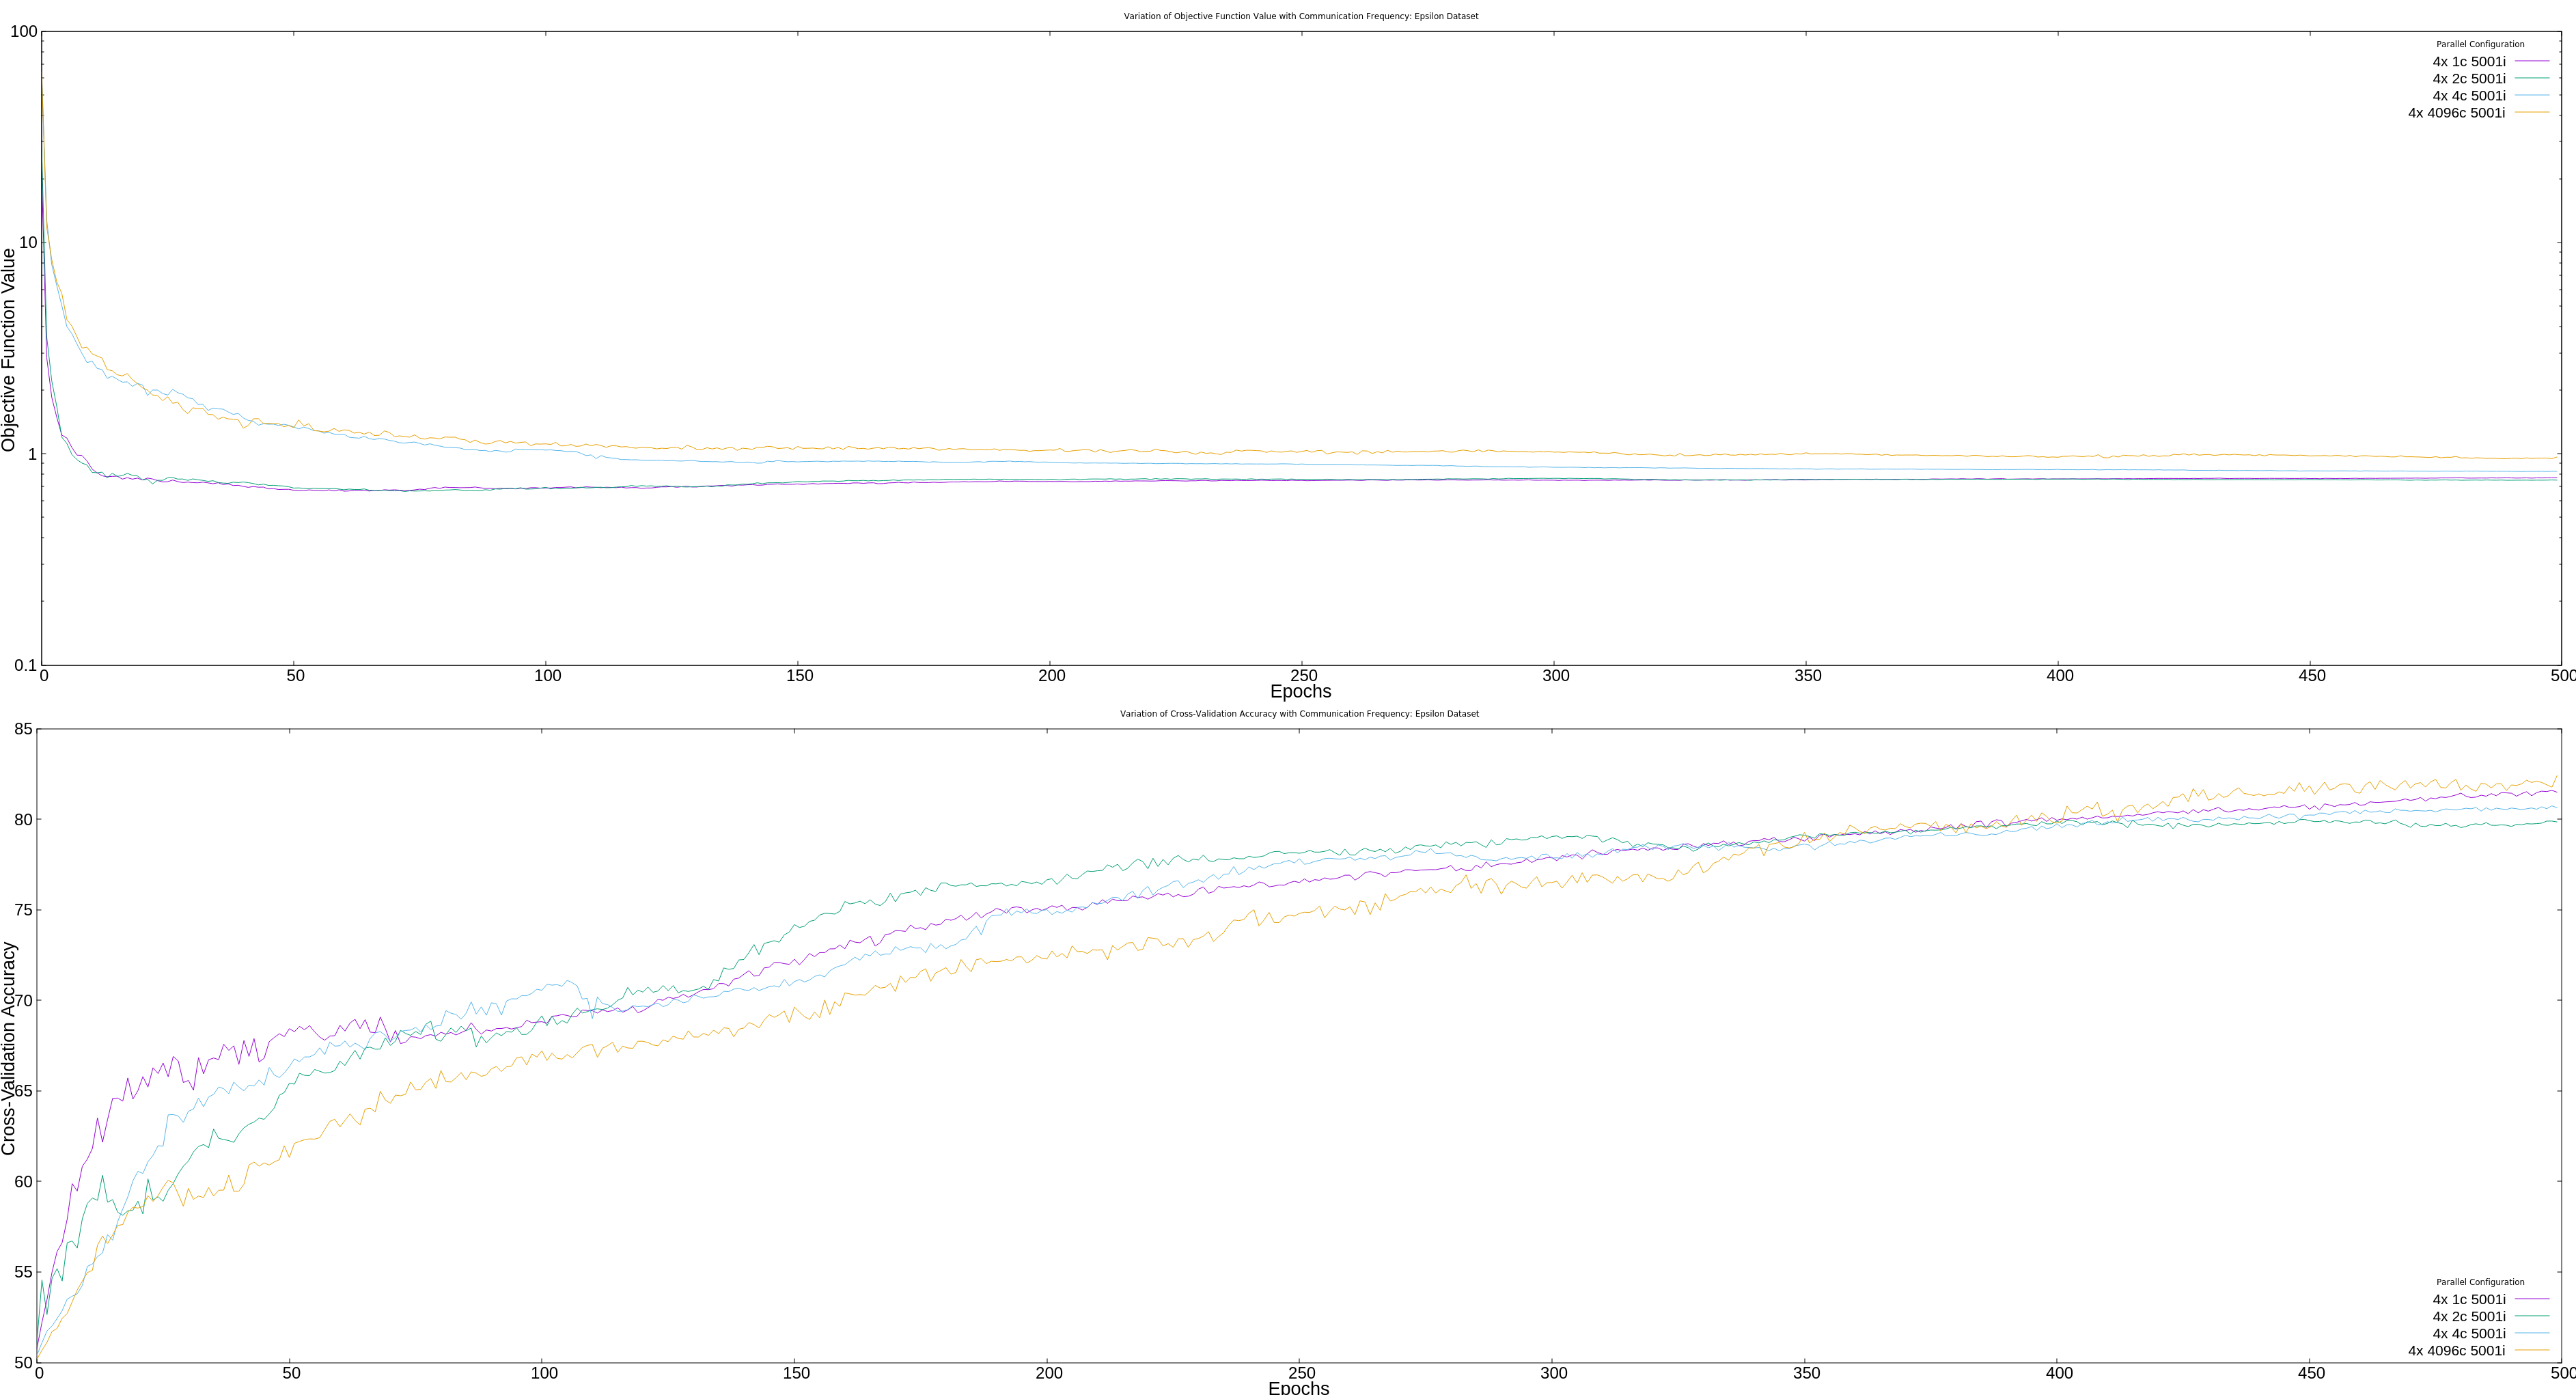 Variation of Objective Function Value with Communication Frequency: Epsilon Dataset
Objective Function Value
100
10
1
0.1
Parallel Configuration
4x 1c 5001i
4x 2c 5001i
4x 4c 5001i
4x 4096c 5001i
0 50 100 150 200 250 300 350 400 450 500
Epochs
Variation of Cross-Validation Accuracy with Communication Frequency: Epsilon Dataset
Cross-Validation Accuracy
85
80
75
70
65
60
55
50
Parallel Configuration
4x 1c 5001i
4x 2c 5001i
4x 4c 5001i
4x 4096c 5001i
0 50 100 150 200 250 300 350 400 450 500
Epochs